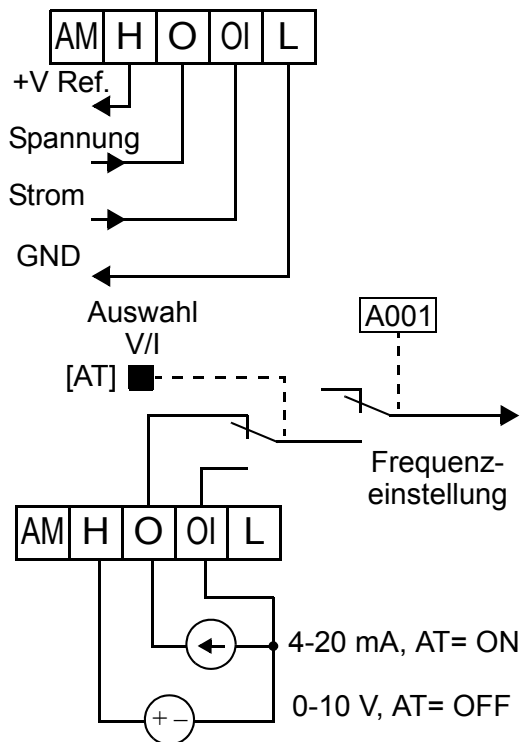 AM H O OI L
+V Ref.
Spannung
Strom
GND
Auswahl
V/I
[AT]
A001
Frequenz-
einstellung
AM H O OI L
4-20 mA, AT= ON
+ –
0-10 V, AT= OFF